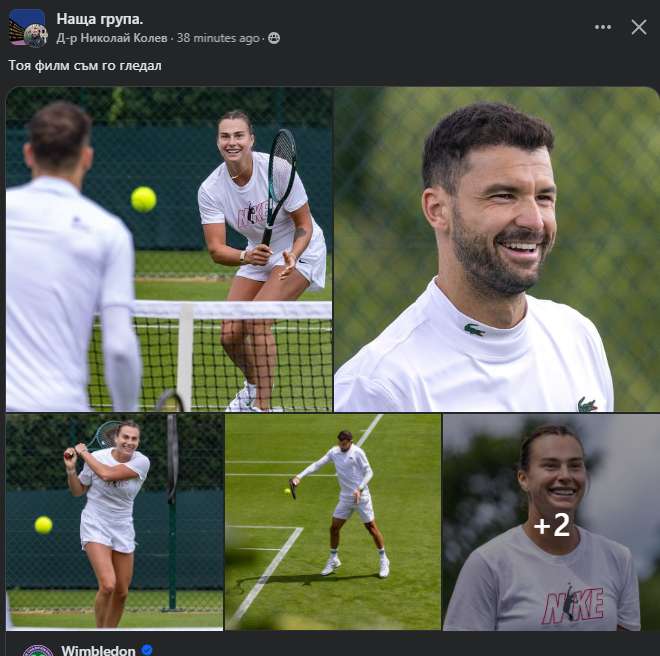 Наща група.
Д-р Николай Колев · 38 minutes ago ·
Тоя филм съм го гледал
NIKE
NIKE
+2
Wimbledon